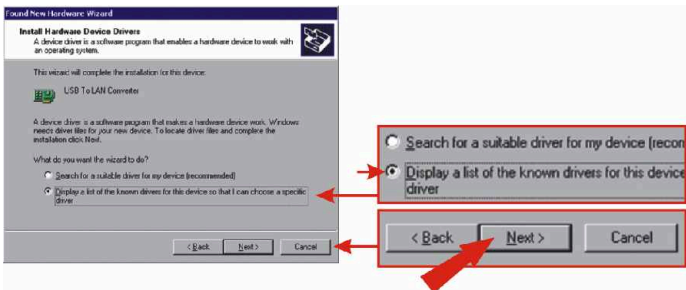 Found New Hardware Wizard
Install Hardware Device Drivers
A device driver is a software program that enables a hardware device to work with
an operating system.
This wizard will complete the installation for this device:
USB To LAN Converter
A device driver is a software program that makes a hardware device work. Windows
needs driver files for your new device. To locate driver files and complete the
installation click Next.
What do you want the wizard to do?
Search for a suitable driver for my device (recommended)
Display a list of the known drivers for this device so that I can choose a specific
driver
< Back Next > Cancel
Search for a suitable driver for my device (recon
Display a list of the known drivers for this device
driver
< Back Next > Cancel